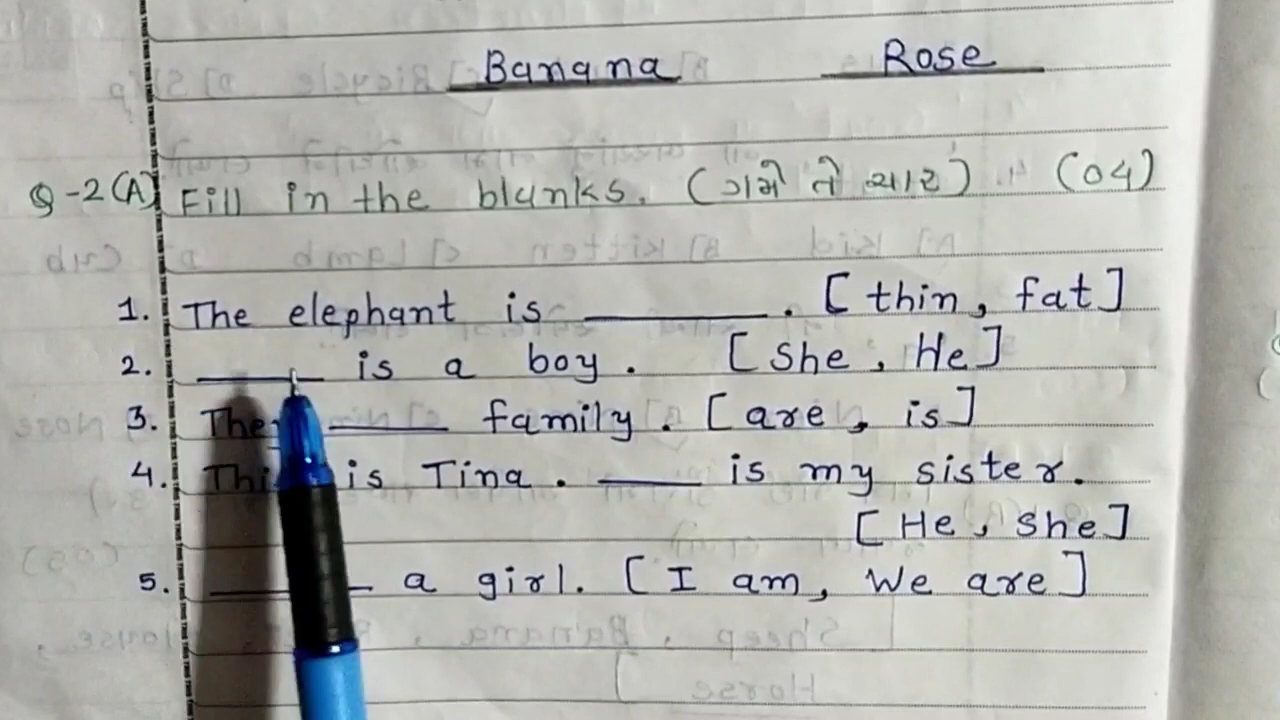 Banana Rose
Q-2(A) Fill in the blanks. (ગમે તે ચાર) (04)
1. The elephant is ______. [thin, fat]
2. ______ is a boy. [She, He]
3. ______ family. [are, is]
4. is Tina. ______ is my sister.
[He, She]
5. ______ a girl. [I am, We are]